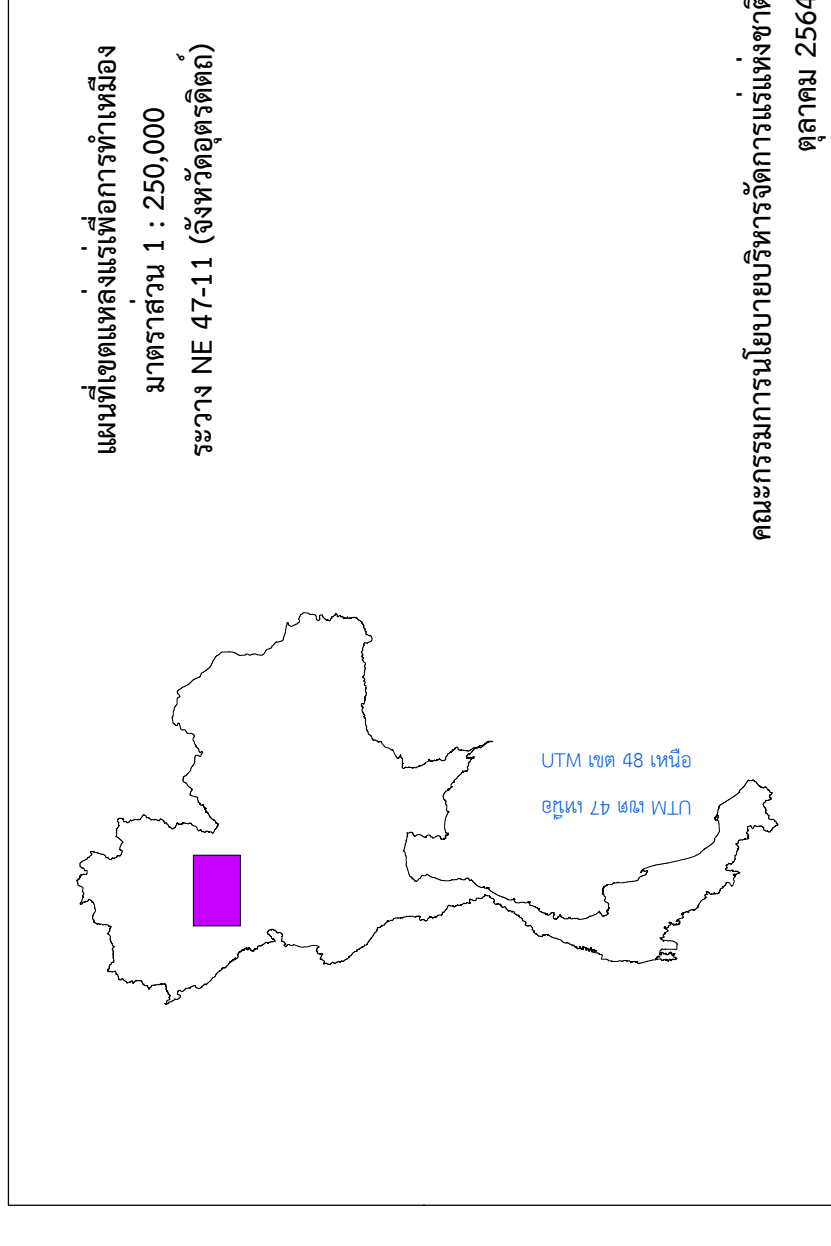 แผนที่เขตแหล่งแร่เพื่อการทำเหมือง
มาตราส่วน 1 : 250,000
ระวาง NE 47-11 (จังหวัดอุตรดิตถ์)
UTM เขต 48 เหนือ
UTM เขต 47 เหนือ
คณะกรรมการนโยบายบริหารจัดการแร่แห่งชาติ
ตุลาคม 2564